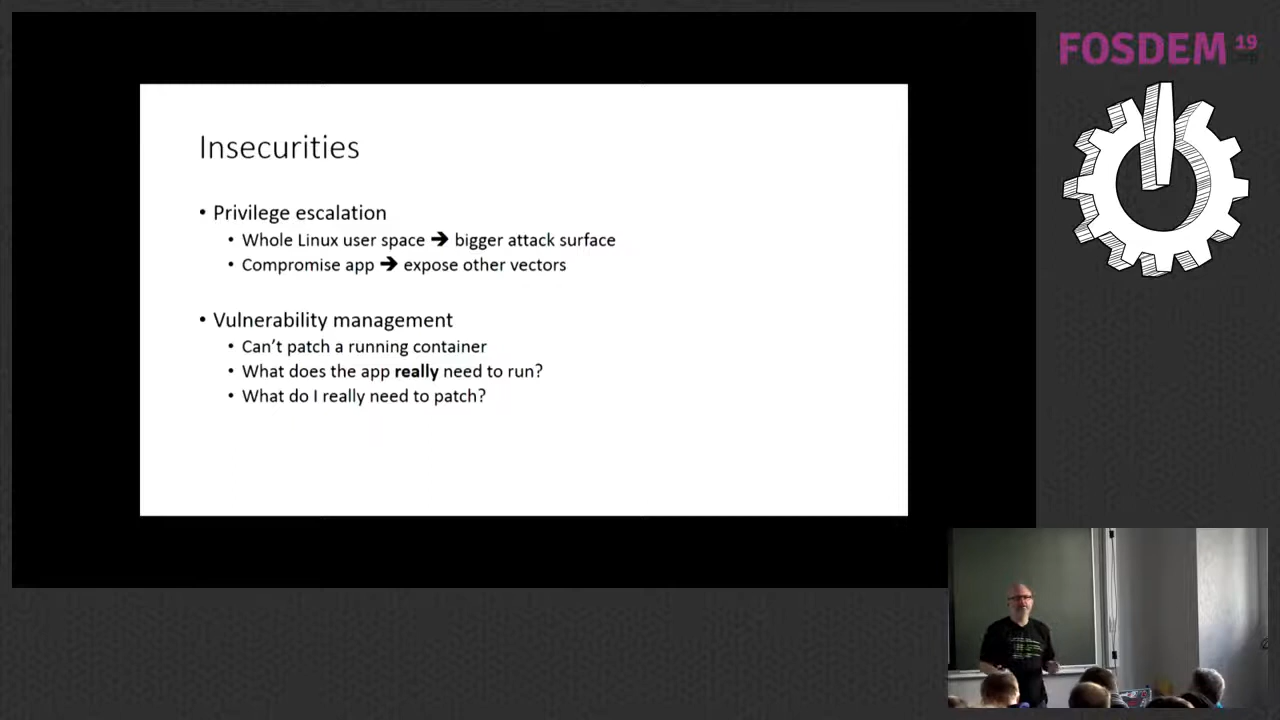 FOSDEM 19
Insecurities
• Privilege escalation
• Whole Linux user space ➔ bigger attack surface
• Compromise app ➔ expose other vectors
• Vulnerability management
• Can't patch a running container
• What does the app really need to run?
• What do I really need to patch?